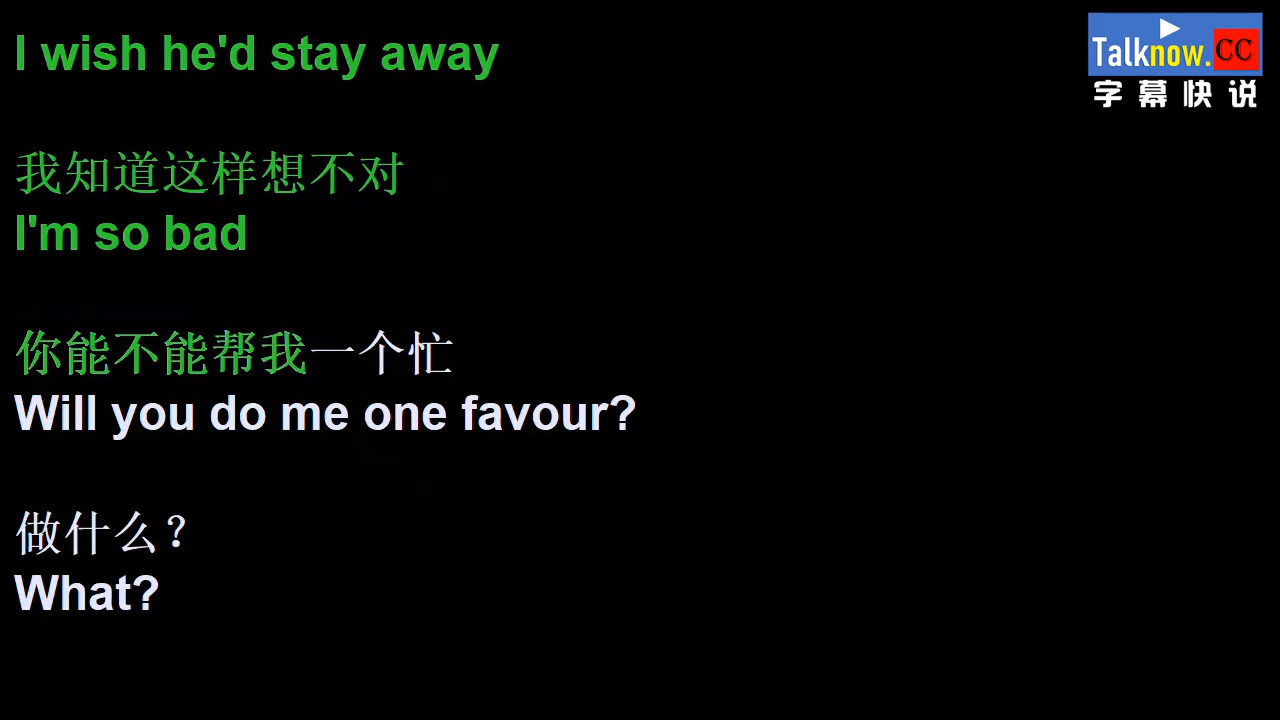 I wish he'd stay away
Talknow.CC
字幕快说
我知道这样想不对
I'm so bad
你能不能帮我一个忙
Will you do me one favour?
做什么？
What?